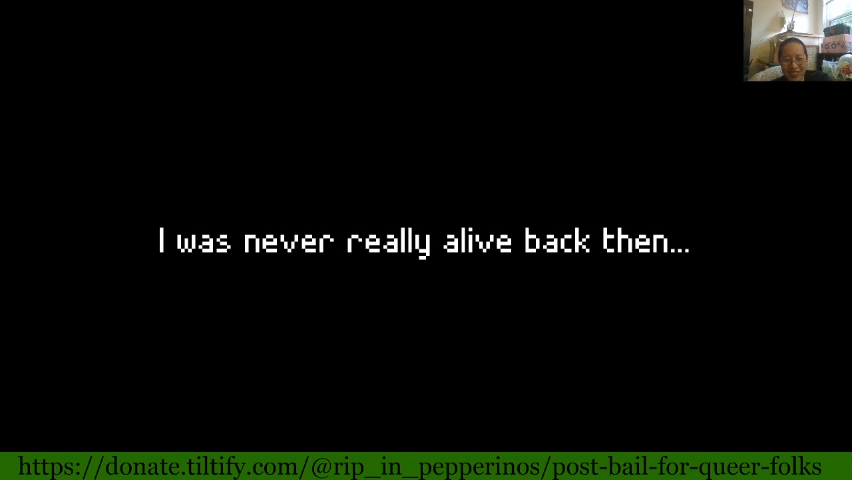 I was never really alive back then...
https://donate.tiltify.com/@rip_in_pepperinos/post-bail-for-queer-folks